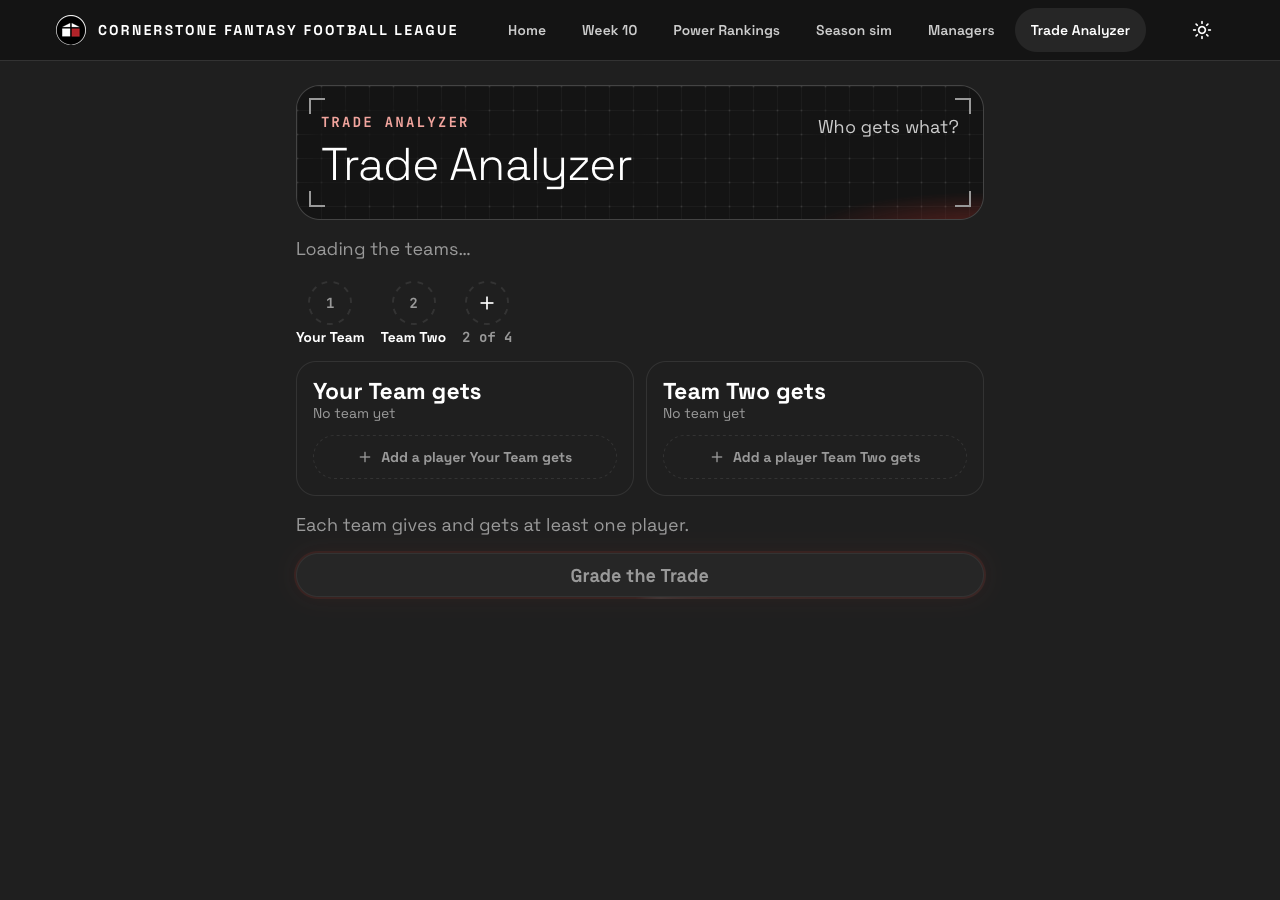 CORNERSTONE FANTASY FOOTBALL LEAGUE
Home
Week 10
Power Rankings
Season sim
Managers
Trade Analyzer
TRADE ANALYZER
Trade Analyzer
Who gets what?
Loading the teams…
1
2
Your Team
Team Two
2 of 4
Your Team gets
No team yet
Add a player Your Team gets
Team Two gets
No team yet
Add a player Team Two gets
Each team gives and gets at least one player.
Grade the Trade